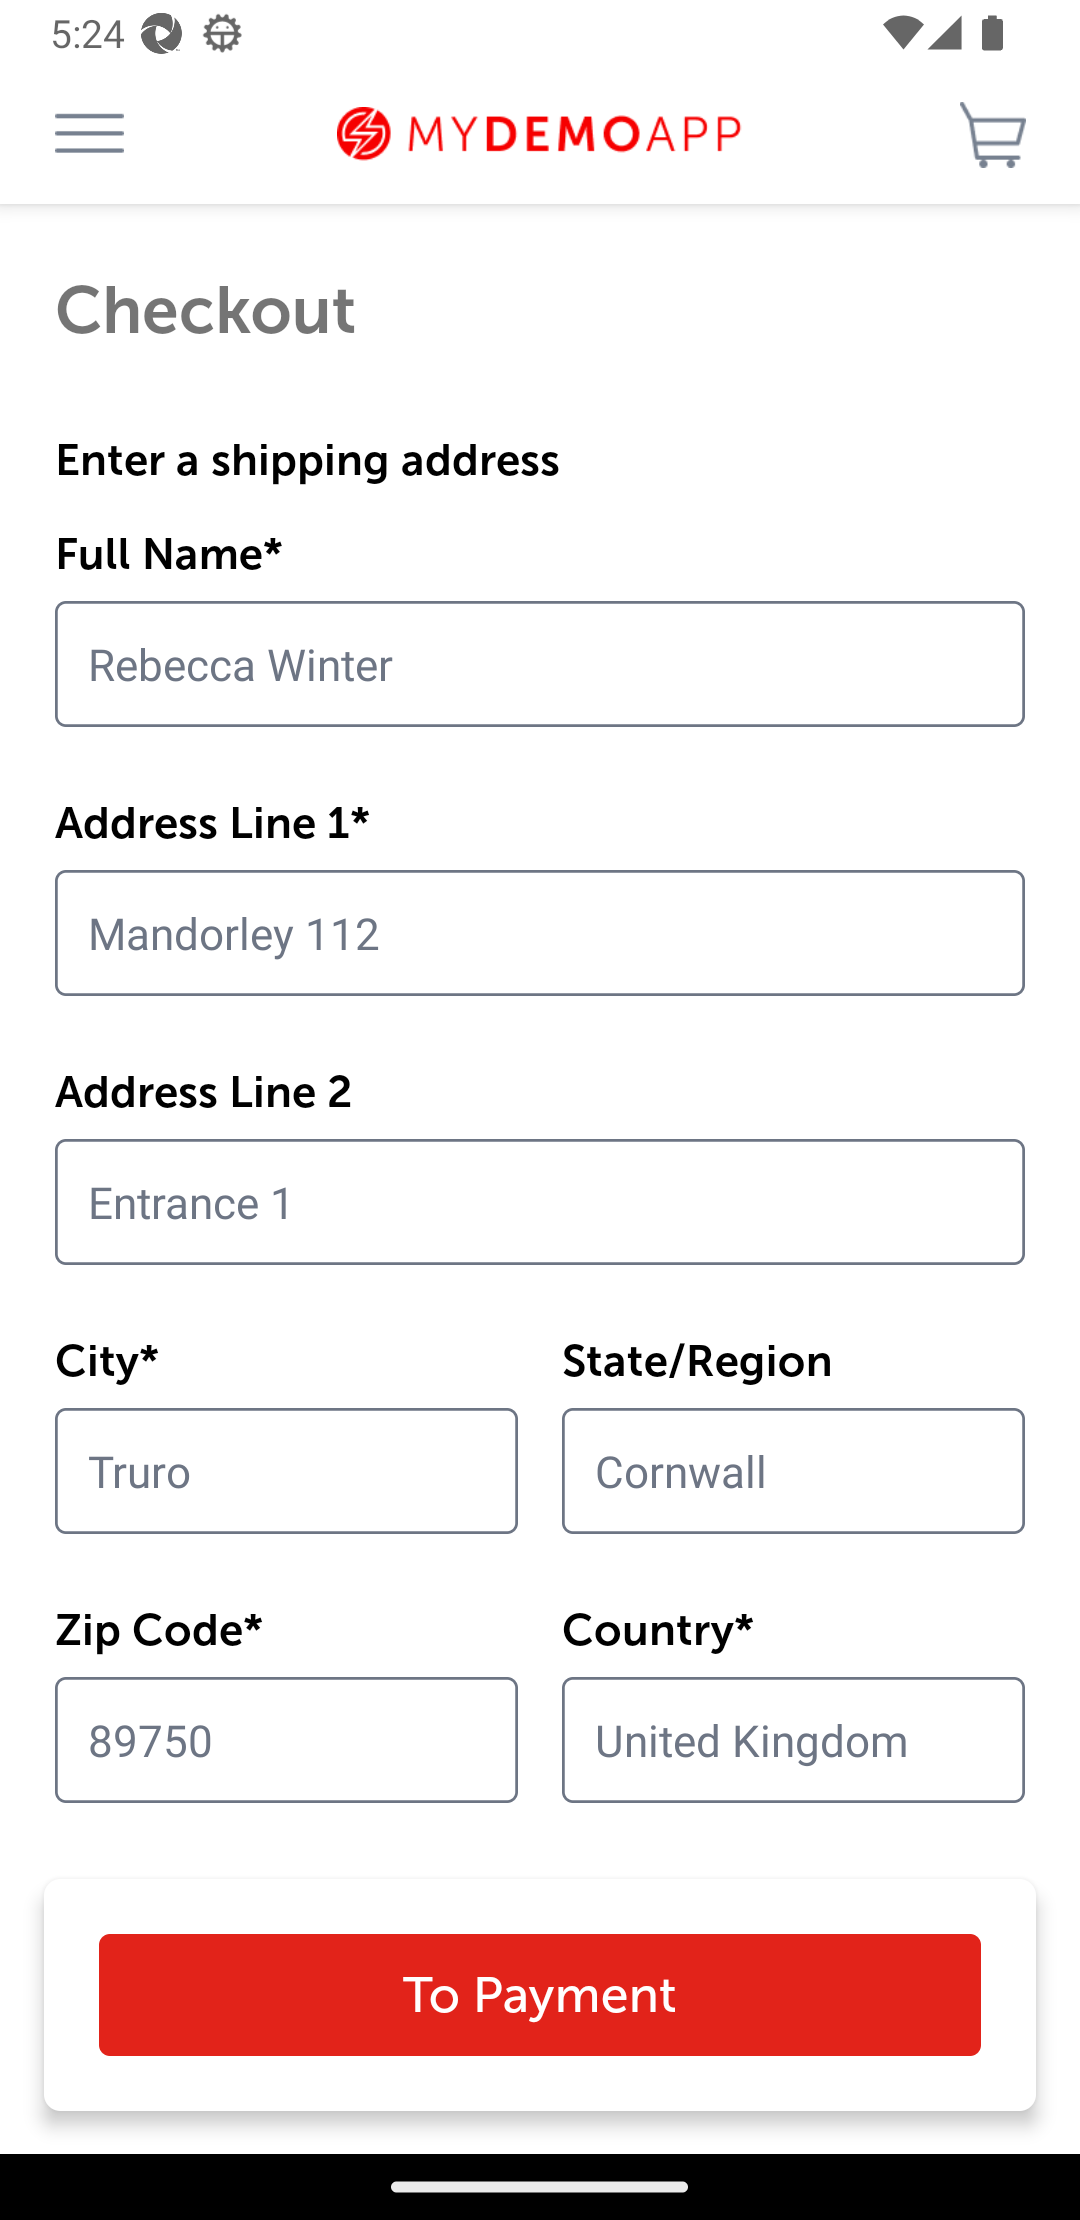 5:24
MYDEMOAPP
Checkout
Enter a shipping address
Full Name*
Rebecca Winter
Address Line 1*
Mandorley 112
Address Line 2
Entrance 1
City* State/Region
Truro Cornwall
Zip Code* Country*
89750 United Kingdom
To Payment